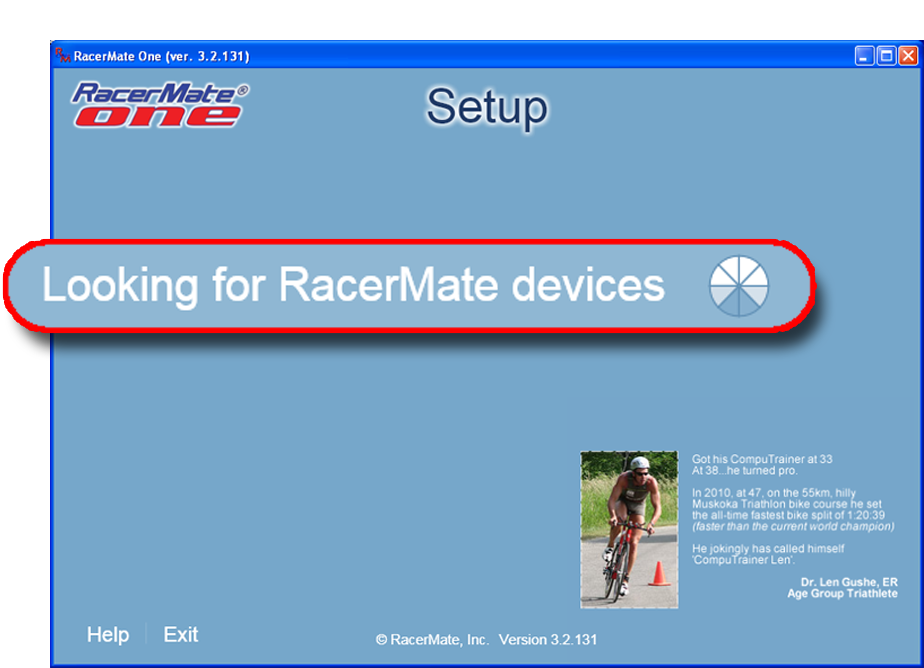 RacerMate One (ver. 3.2.131)
RacerMate®
one
Setup
Looking for RacerMate devices
Got his CompuTrainer at 33
At 38...he turned pro.
In 2010, at 47, on the 55km, hilly
Muskoka Triathlon bike course he set
the all-time fastest bike split of 1:20:39
(faster than the current world champion)
He jokingly has called himself
'CompuTrainer Len'.
Dr. Len Gushe, ER
Age Group Triathlete
Help
Exit
© RacerMate, Inc. Version 3.2.131